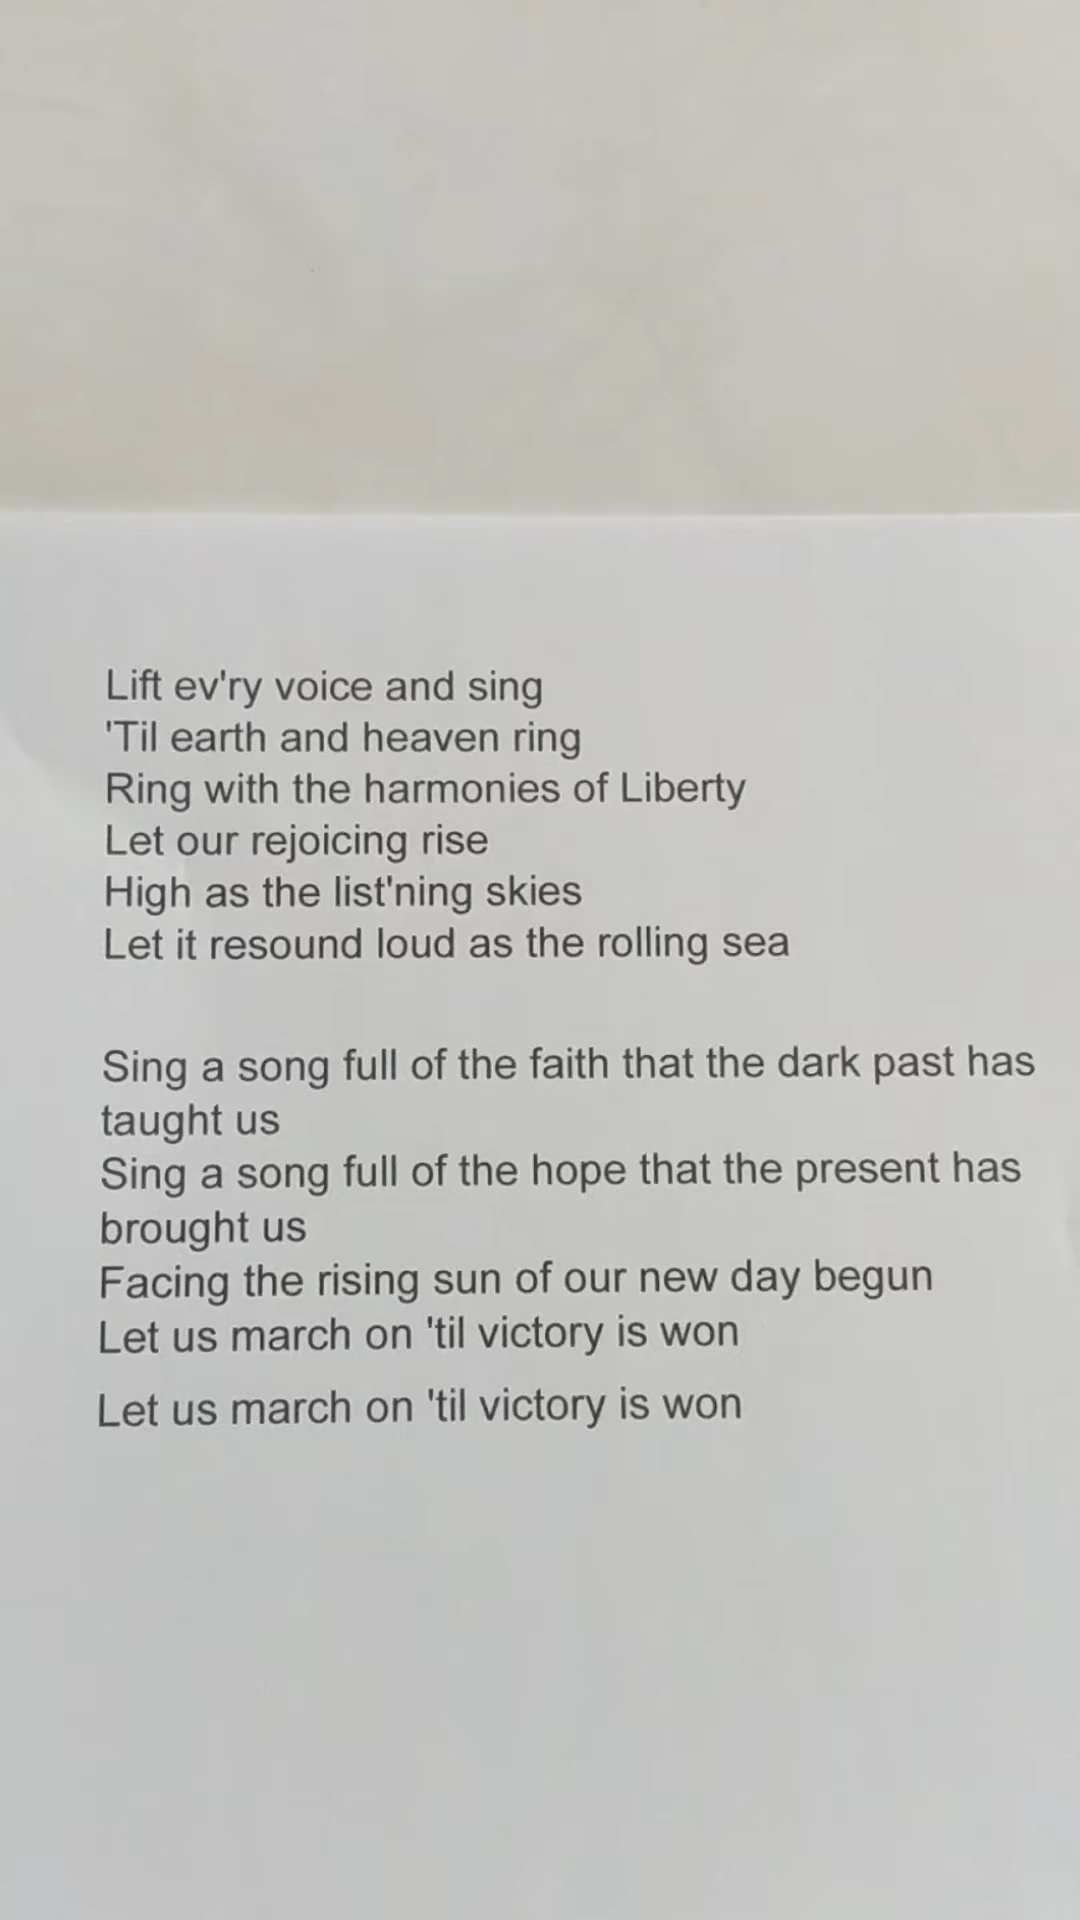 Lift ev'ry voice and sing
'Til earth and heaven ring
Ring with the harmonies of Liberty
Let our rejoicing rise
High as the list'ning skies
Let it resound loud as the rolling sea
Sing a song full of the faith that the dark past has
taught us
Sing a song full of the hope that the present has
brought us
Facing the rising sun of our new day begun
Let us march on 'til victory is won
Let us march on 'til victory is won